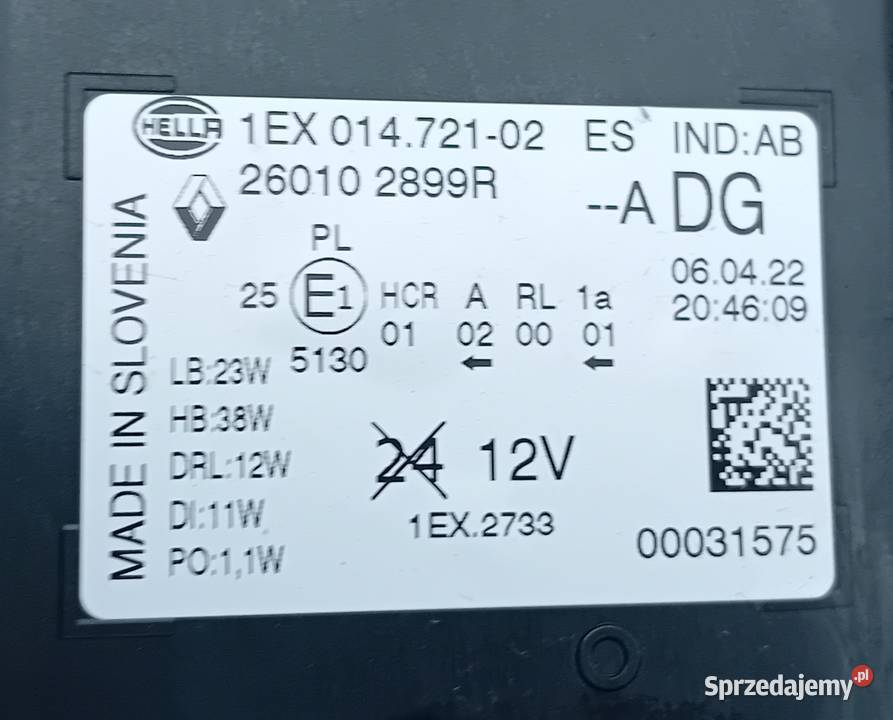 HELLA 1EX 014.721-02 ES IND:AB
26010 2899R
--A DG
PL
06.04.22
25 E1 HCR A RL 1a
20:46:09
01 02 00 01
5130 ← ←
LB:23W
HB:38W
DRL:12W
DI:11W
PO:1,1W
24 12V
1EX.2733
00031575
MADE IN SLOVENIA
Sprzedajemy.pl